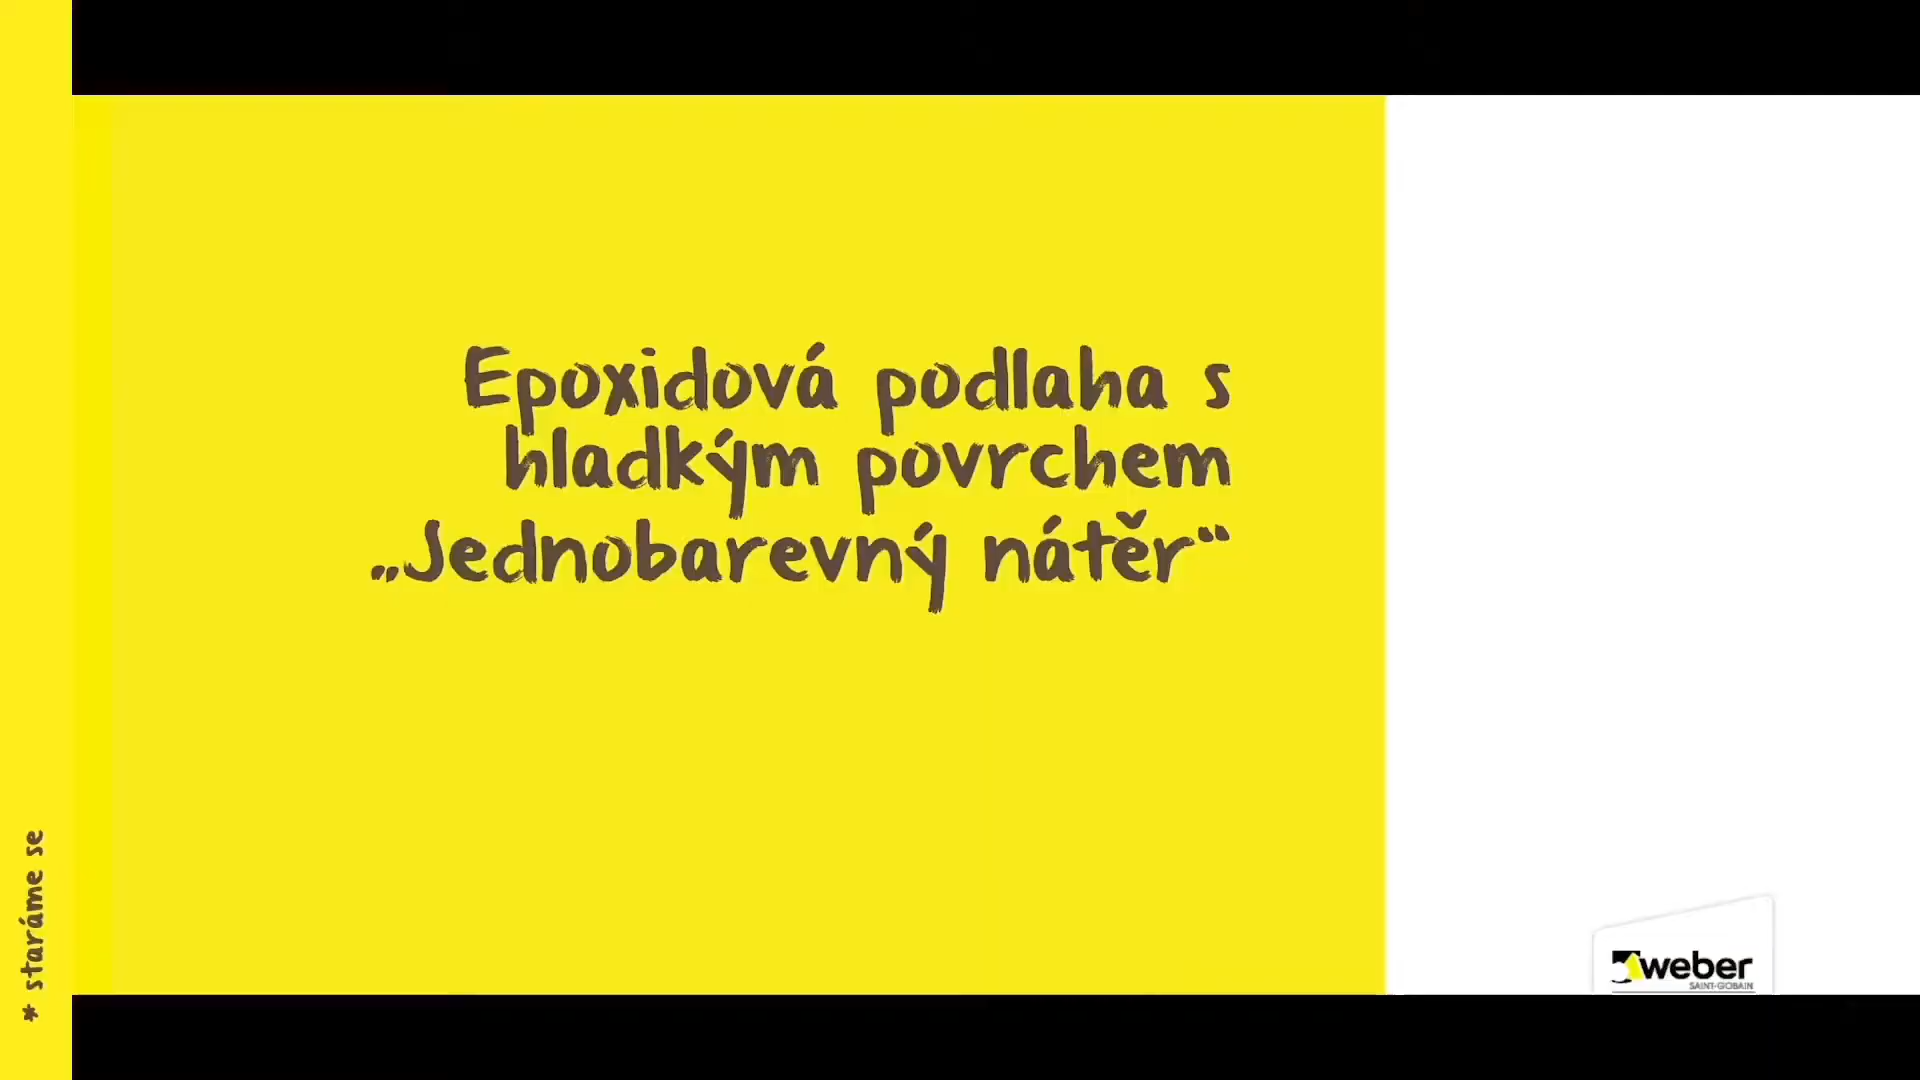 Epoxidová podlaha s
hladkým povrchem
„Jednobarevný nátěr“
* staráme se
weber
SAINT-GOBAIN